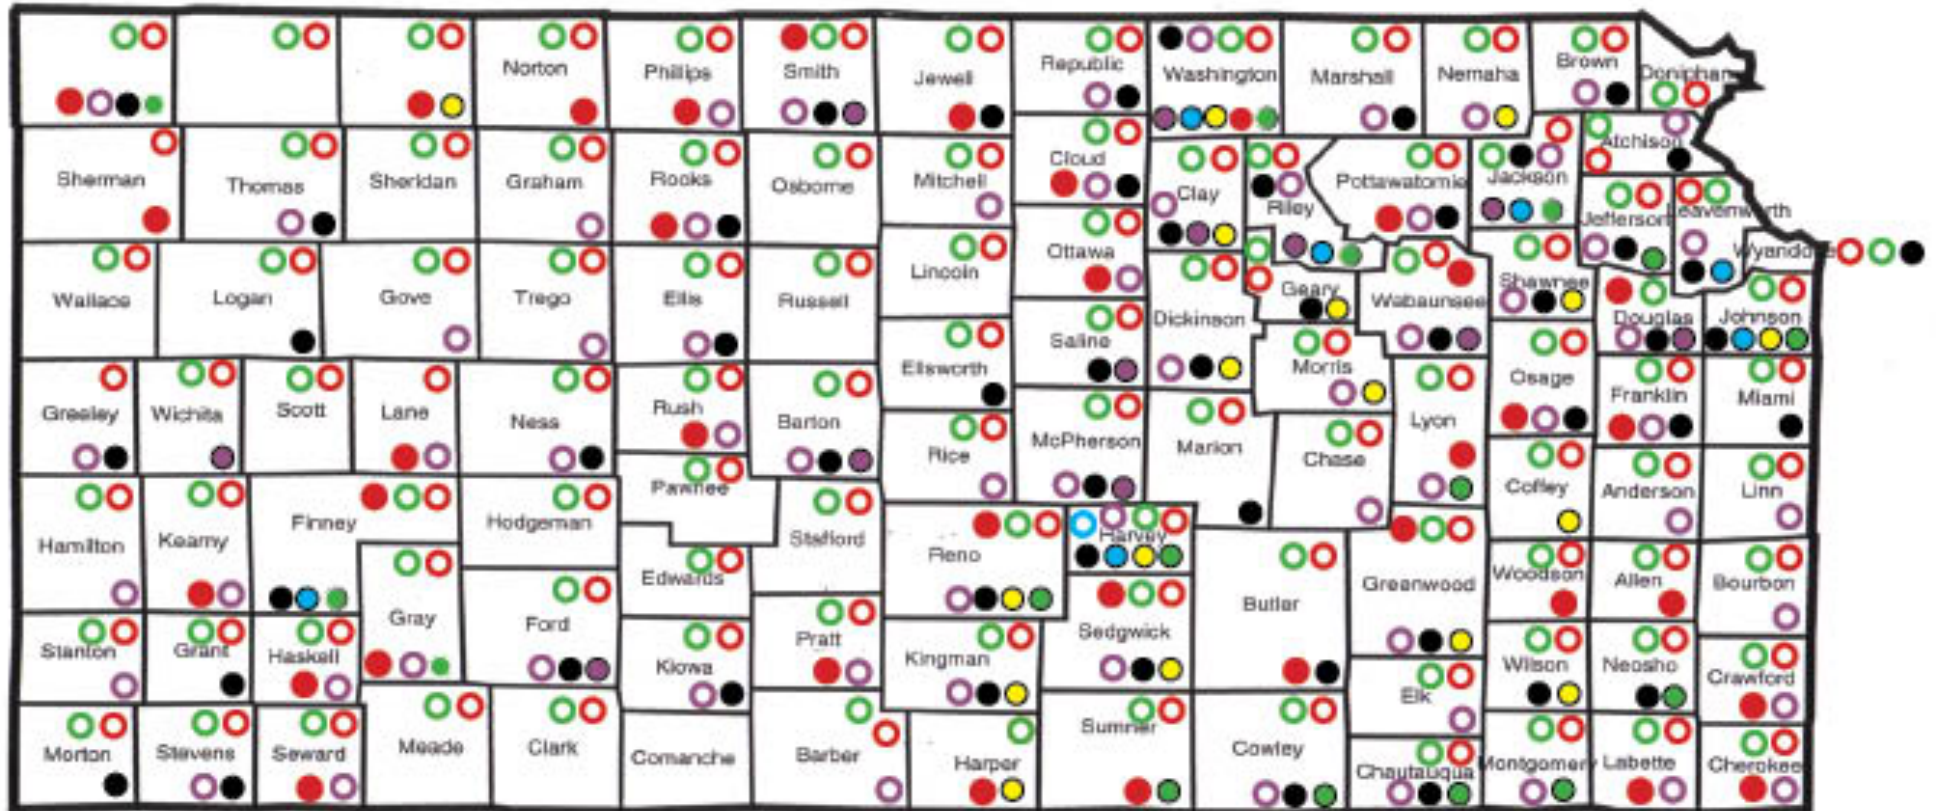 Norton
Phillips
Smith
Jewell
Republic
Washington
Marshall
Nemaha
Brown
Doniphan
Sherman
Thomas
Sheridan
Graham
Rooks
Osborne
Mitchell
Cloud
Clay
Riley
Pottawatomie
Jackson
Atchison
Jefferson
Leavenworth
Wyandotte
Wallace
Logan
Gove
Trego
Ellis
Russell
Lincoln
Ottawa
Saline
Dickinson
Geary
Wabaunsee
Shawnee
Douglas
Johnson
Greeley
Wichita
Scott
Lane
Ness
Rush
Barton
Ellsworth
Rice
McPherson
Marion
Morris
Chase
Lyon
Osage
Franklin
Miami
Hamilton
Kearny
Finney
Hodgeman
Pawnee
Stafford
Edwards
Reno
Harvey
Butler
Greenwood
Coffey
Anderson
Linn
Woodson
Allen
Bourbon
Stanton
Grant
Haskell
Gray
Ford
Kiowa
Pratt
Kingman
Sedgwick
Elk
Wilson
Neosho
Crawford
Morton
Stevens
Seward
Meade
Clark
Comanche
Barber
Harper
Sumner
Cowley
Chautauqua
Montgomery
Labette
Cherokee